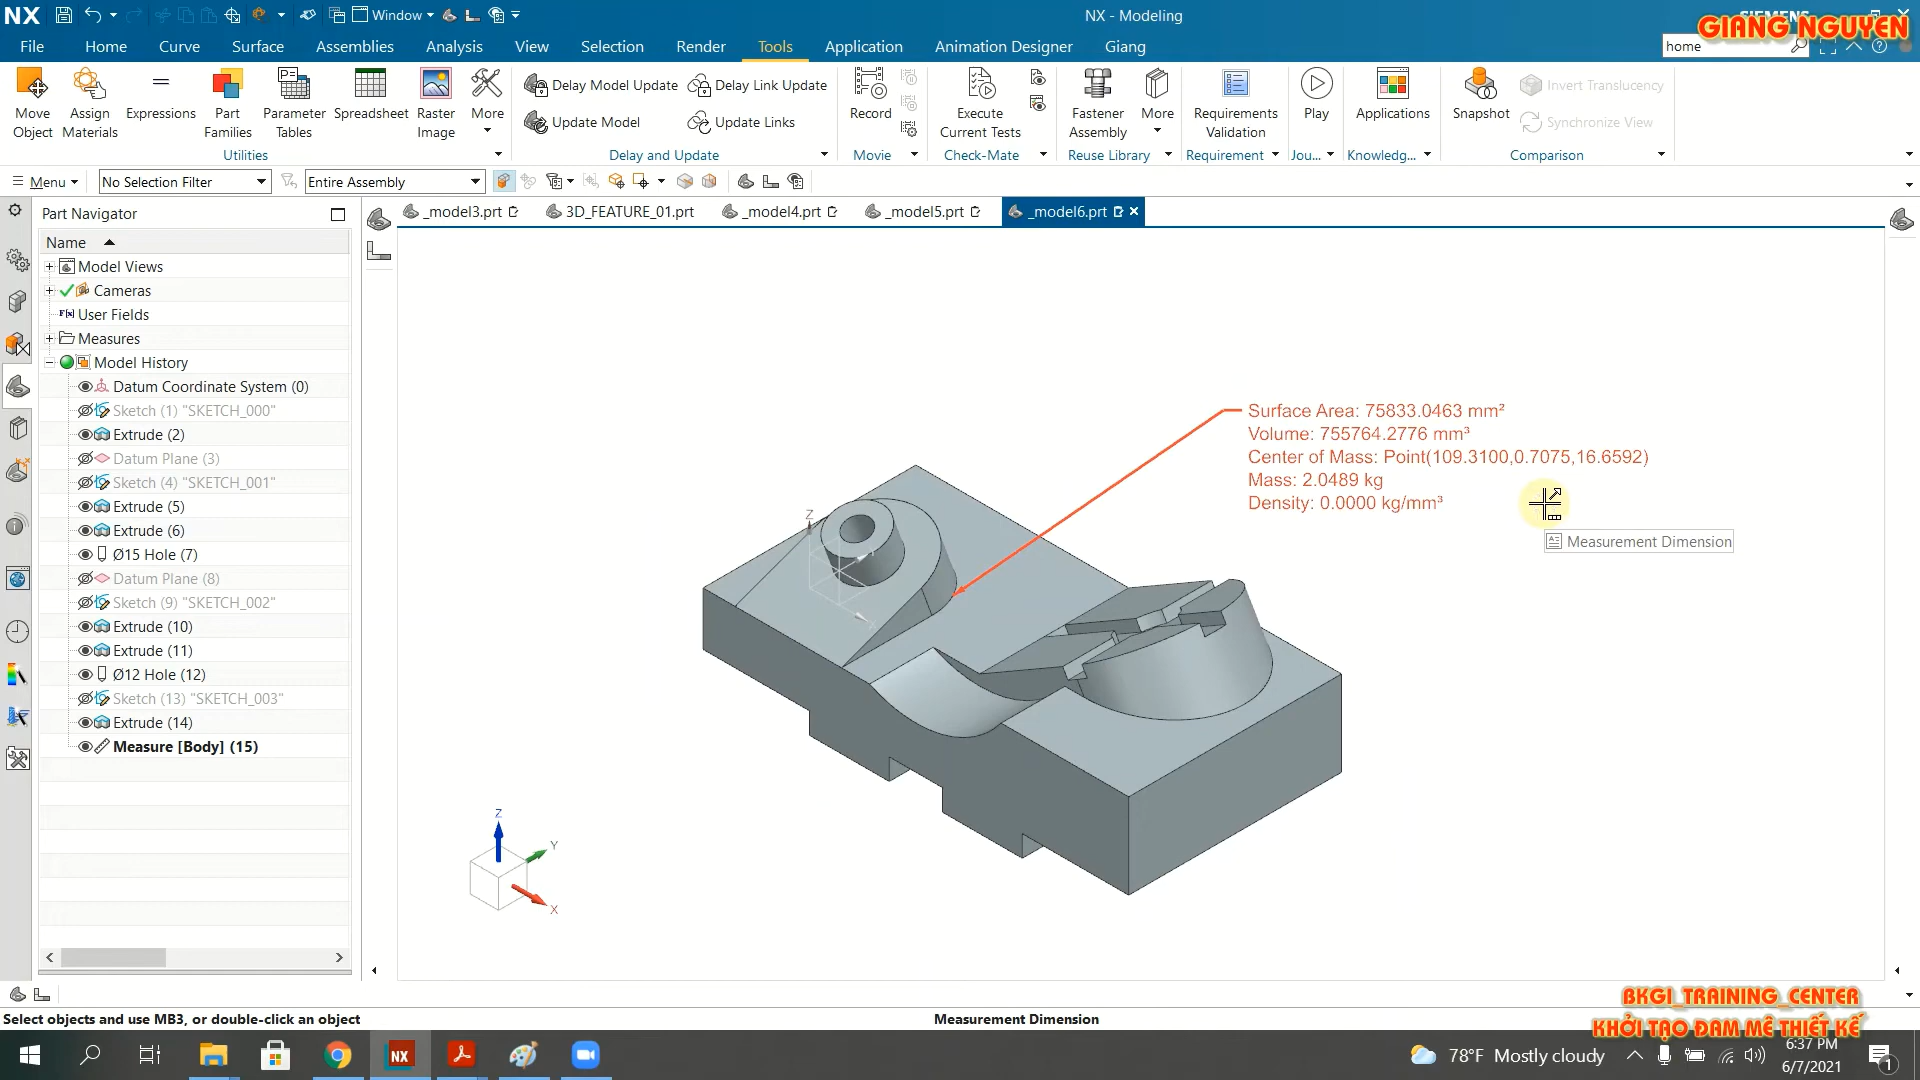 NX
Window
NX - Modeling
SIEMENS
GIANG NGUYEN
File
Home
Curve
Surface
Assemblies
Analysis
View
Selection
Render
Tools
Application
Animation Designer
Giang
home
Move Object
Assign Materials
Expressions
Part Families
Parameter Tables
Spreadsheet
Raster Image
More
Utilities
Delay Model Update
Delay Link Update
Update Model
Update Links
Delay and Update
Record
Movie
Execute Current Tests
Check-Mate
Fastener Assembly
More
Reuse Library
Requirements Validation
Requirement
Play
Jou...
Applications
Knowledg...
Snapshot
Invert Translucency
Synchronize View
Comparison
Menu
No Selection Filter
Entire Assembly
Part Navigator
_model3.prt
3D_FEATURE_01.prt
_model4.prt
_model5.prt
_model6.prt
Name
Model Views
Cameras
User Fields
Measures
Model History
Datum Coordinate System (0)
Sketch (1) "SKETCH_000"
Extrude (2)
Datum Plane (3)
Sketch (4) "SKETCH_001"
Extrude (5)
Extrude (6)
Ø15 Hole (7)
Datum Plane (8)
Sketch (9) "SKETCH_002"
Extrude (10)
Extrude (11)
Ø12 Hole (12)
Sketch (13) "SKETCH_003"
Extrude (14)
Measure [Body] (15)
Surface Area: 75833.0463 mm²
Volume: 755764.2776 mm³
Center of Mass: Point(109.3100,0.7075,16.6592)
Mass: 2.0489 kg
Density: 0.0000 kg/mm³
Measurement Dimension
Z
Z
Y
X
BKGI_TRAINING_CENTER
KHỞI TẠO ĐAM MÊ THIẾT KẾ
Select objects and use MB3, or double-click an object
Measurement Dimension
NX
78°F Mostly cloudy
6:37 PM
6/7/2021
1